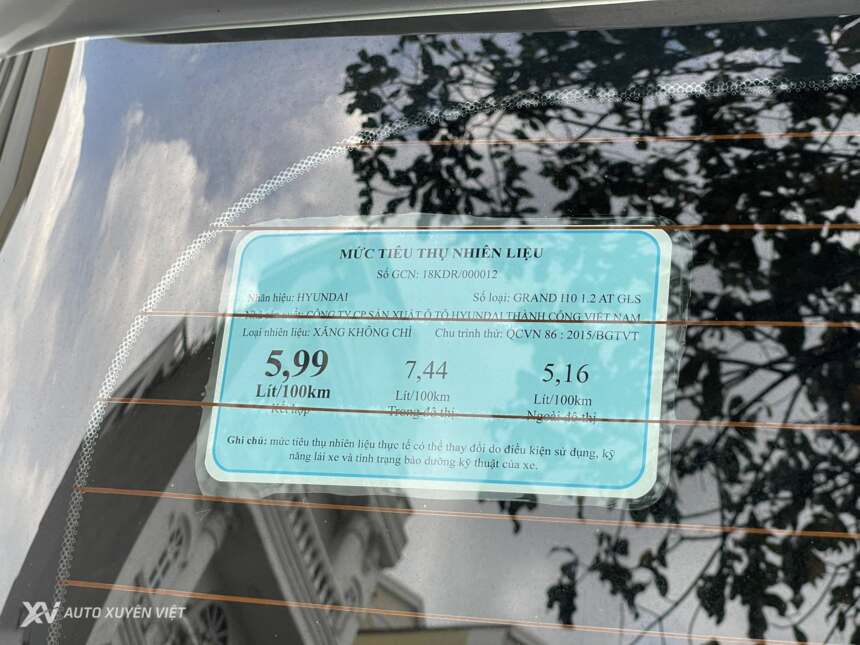 MỨC TIÊU THỤ NHIÊN LIỆU
Số GCN: 18KDR/000012
Nhãn hiệu: HYUNDAI Số loại: GRAND I10 1.2 AT GLS
CÔNG TY CP SẢN XUẤT Ô TÔ HYUNDAI THÀNH CÔNG VIỆT NAM
Loại nhiên liệu: XĂNG KHÔNG CHÌ Chu trình thử: QCVN 86 : 2015/BGTVT
5,99 7,44 5,16
Lít/100km Lít/100km Lít/100km
Kết hợp Trong đô thị Ngoài đô thị
Ghi chú: mức tiêu thụ nhiên liệu thực tế có thể thay đổi do điều kiện sử dụng, kỹ
năng lái xe và tình trạng bảo dưỡng kỹ thuật của xe.
XV AUTO XUYÊN VIỆT